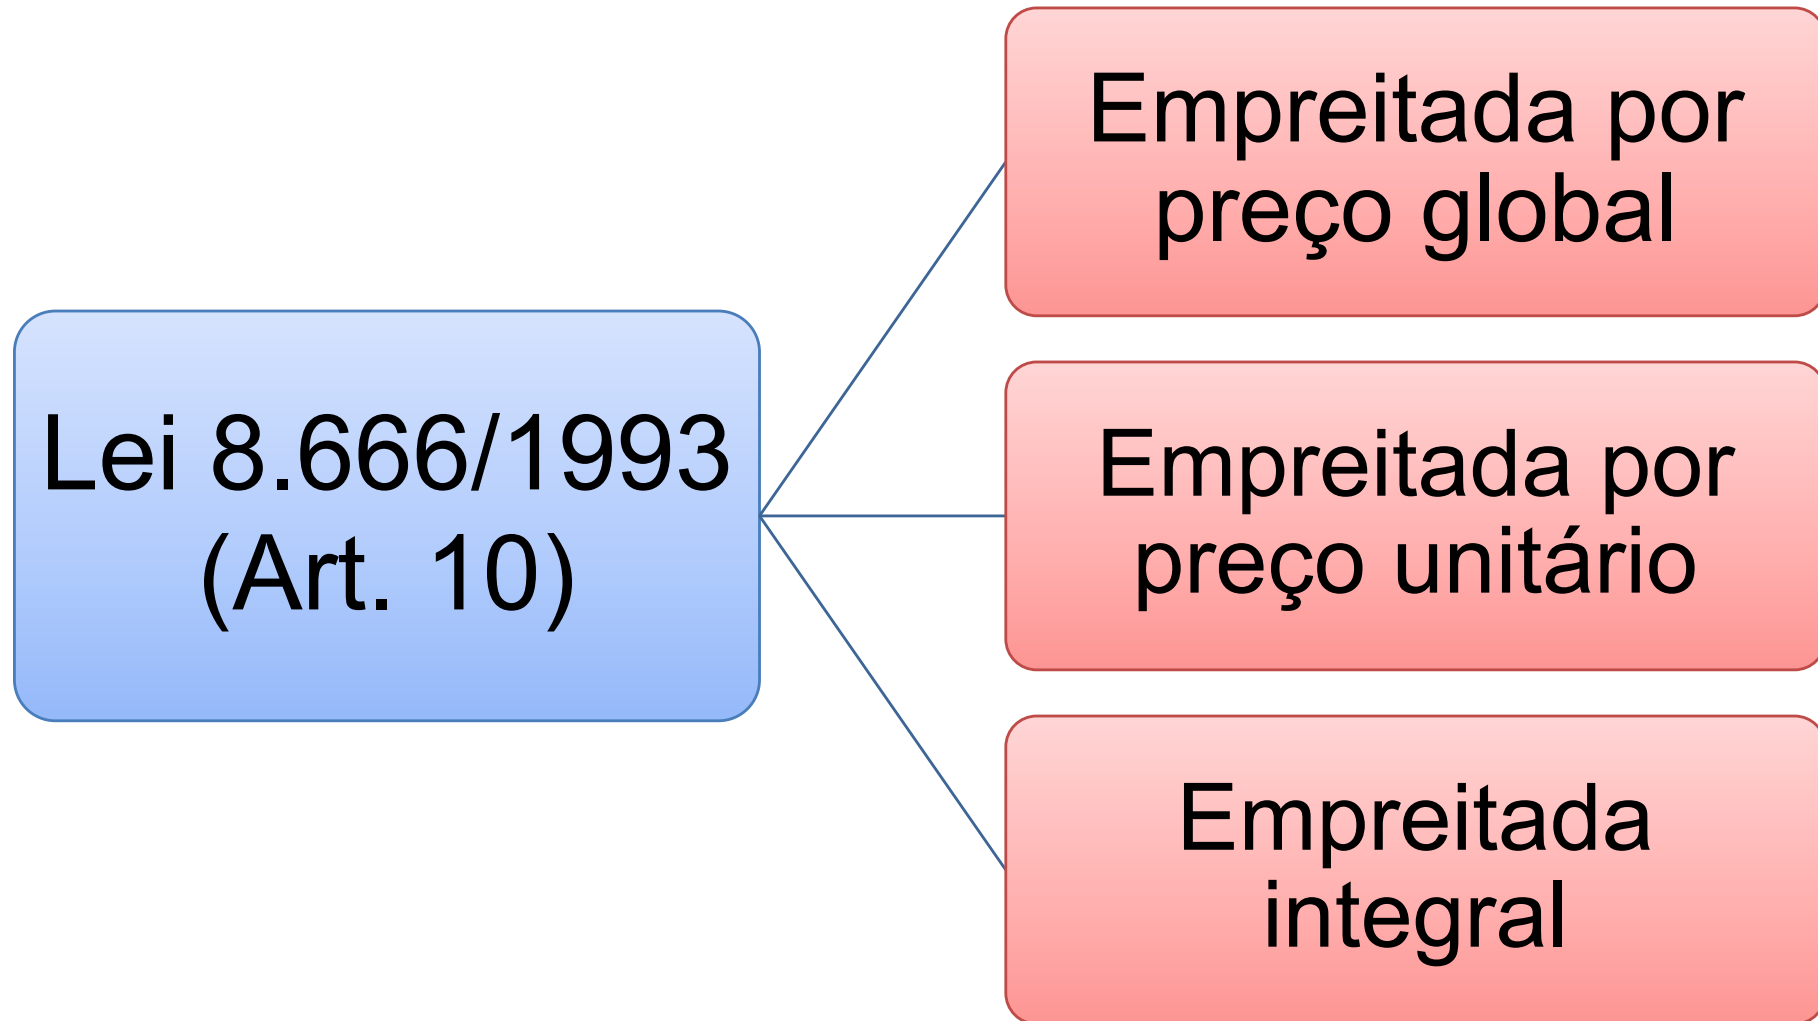 Lei 8.666/1993
(Art. 10)
Empreitada por
preço global
Empreitada por
preço unitário
Empreitada
integral